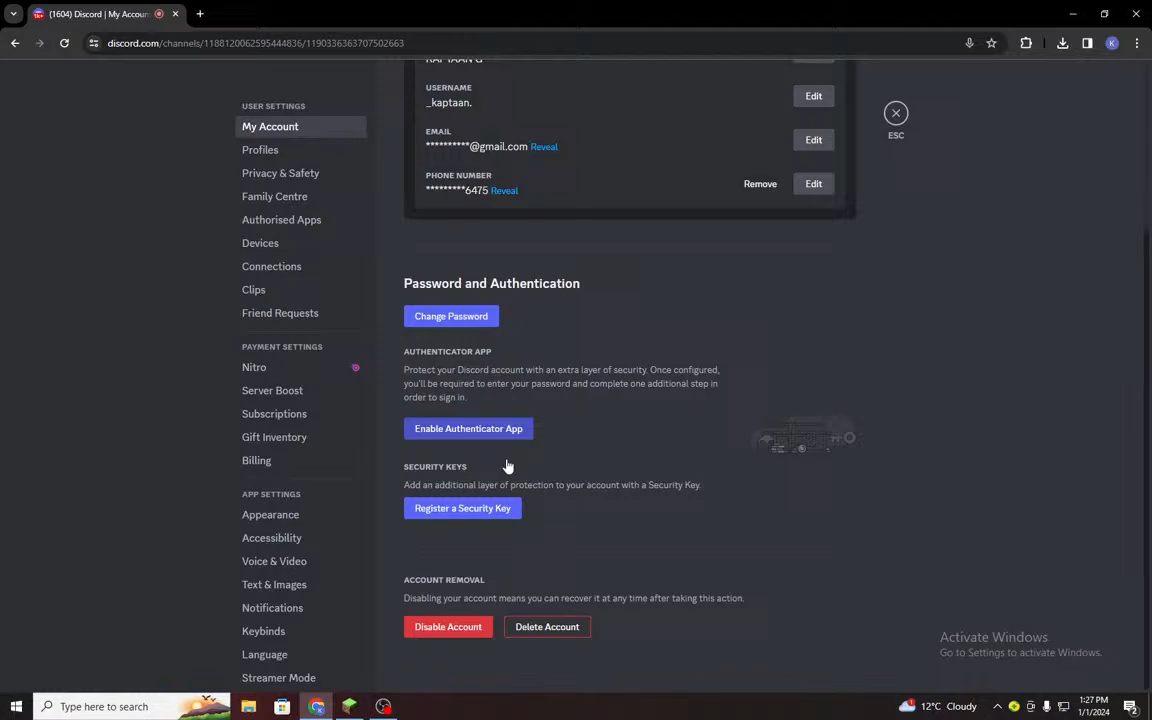 (1604) Discord | My Accoun
discord.com/channels/1188120062595444836/1190336363707502663
K
USER SETTINGS
My Account
Profiles
Privacy & Safety
Family Centre
Authorised Apps
Devices
Connections
Clips
Friend Requests
PAYMENT SETTINGS
Nitro
Server Boost
Subscriptions
Gift Inventory
Billing
APP SETTINGS
Appearance
Accessibility
Voice & Video
Text & Images
Notifications
Keybinds
Language
Streamer Mode
USERNAME
_kaptaan.
Edit
EMAIL
**********@gmail.com Reveal
Edit
PHONE NUMBER
*********6475 Reveal
Remove
Edit
ESC
Password and Authentication
Change Password
AUTHENTICATOR APP
Protect your Discord account with an extra layer of security. Once configured,
you'll be required to enter your password and complete one additional step in
order to sign in.
Enable Authenticator App
SECURITY KEYS
Add an additional layer of protection to your account with a Security Key.
Register a Security Key
ACCOUNT REMOVAL
Disabling your account means you can recover it at any time after taking this action.
Disable Account
Delete Account
Activate Windows
Go to Settings to activate Windows.
Type here to search
12°C Cloudy
1:27 PM
1/1/2024
2